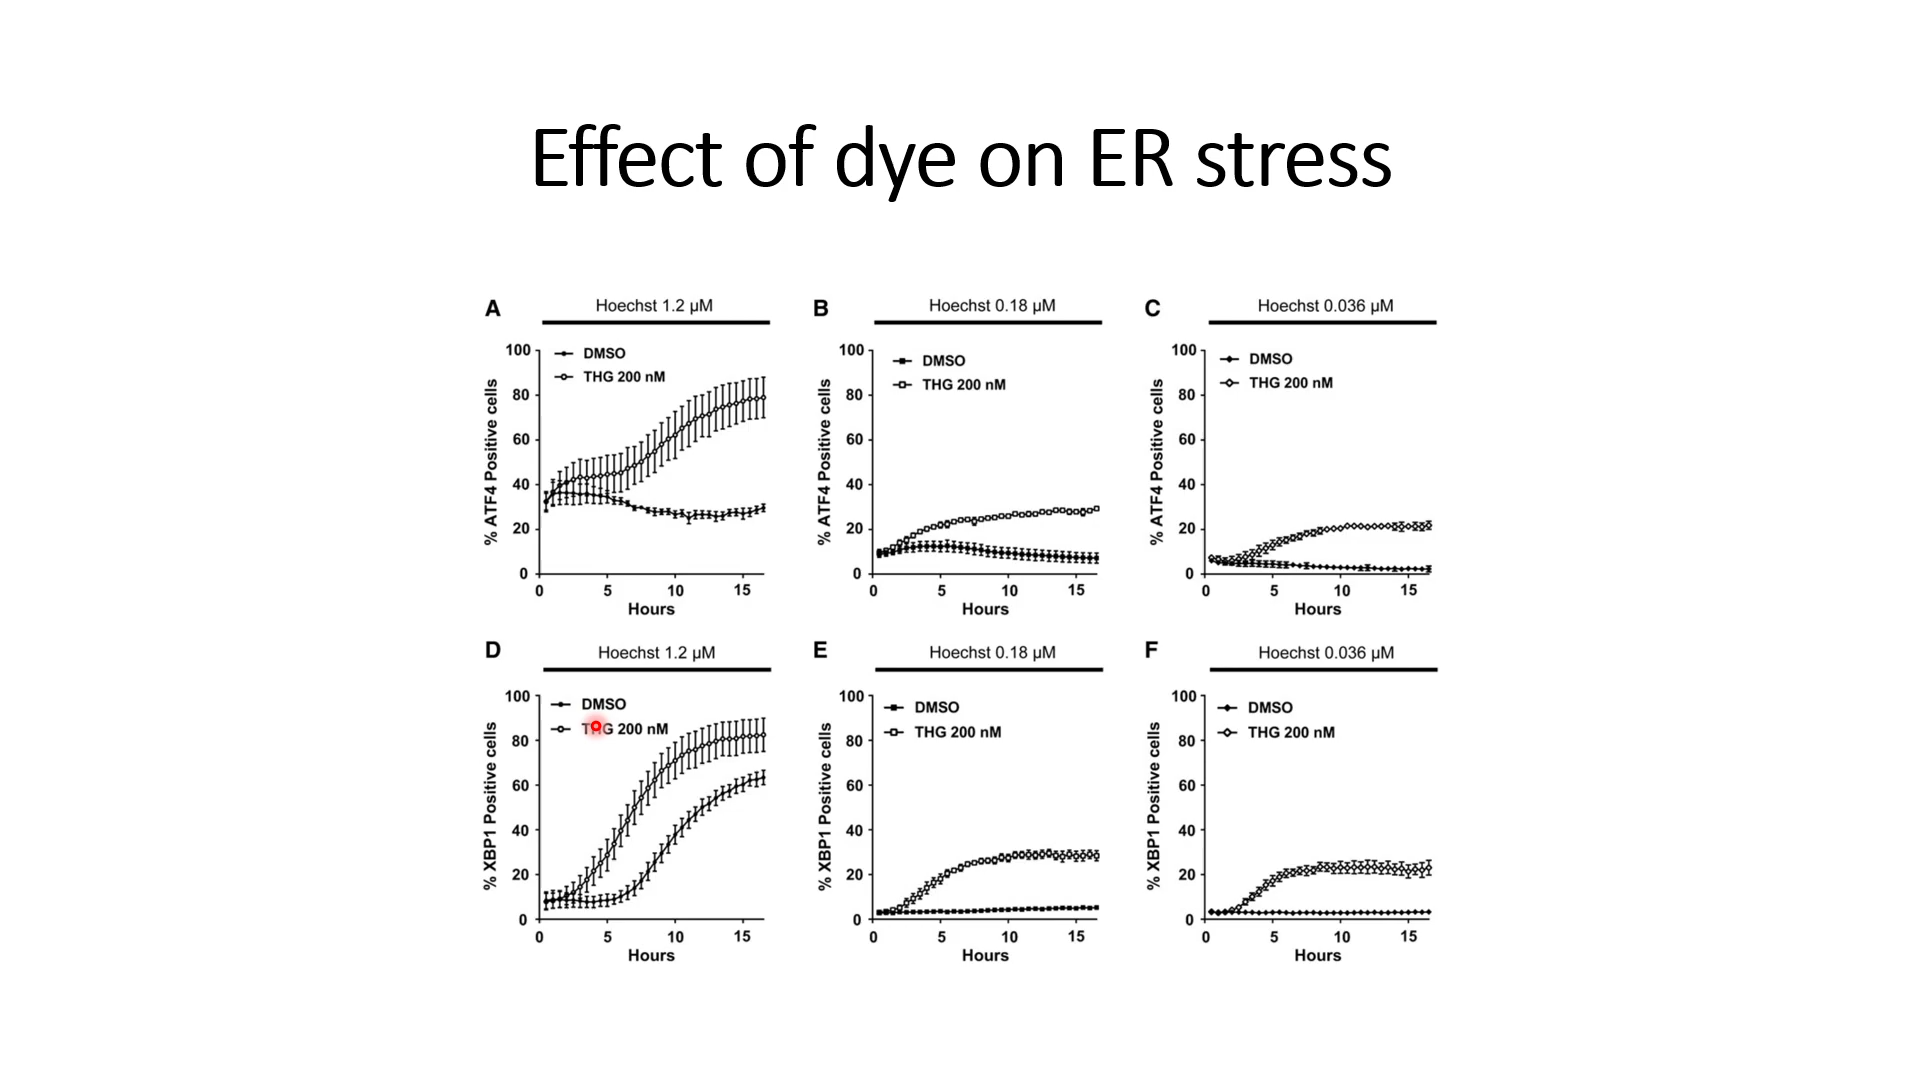 Effect of dye on ER stress
A
Hoechst 1.2 µM
DMSO
THG 200 nM
% ATF4 Positive cells
100
80
60
40
20
0
0 5 10 15
Hours
B
Hoechst 0.18 µM
DMSO
THG 200 nM
% ATF4 Positive cells
100
80
60
40
20
0
0 5 10 15
Hours
C
Hoechst 0.036 µM
DMSO
THG 200 nM
% ATF4 Positive cells
100
80
60
40
20
0
0 5 10 15
Hours
D
Hoechst 1.2 µM
DMSO
THG 200 nM
% XBP1 Positive cells
100
80
60
40
20
0
0 5 10 15
Hours
E
Hoechst 0.18 µM
DMSO
THG 200 nM
% XBP1 Positive cells
100
80
60
40
20
0
0 5 10 15
Hours
F
Hoechst 0.036 µM
DMSO
THG 200 nM
% XBP1 Positive cells
100
80
60
40
20
0
0 5 10 15
Hours